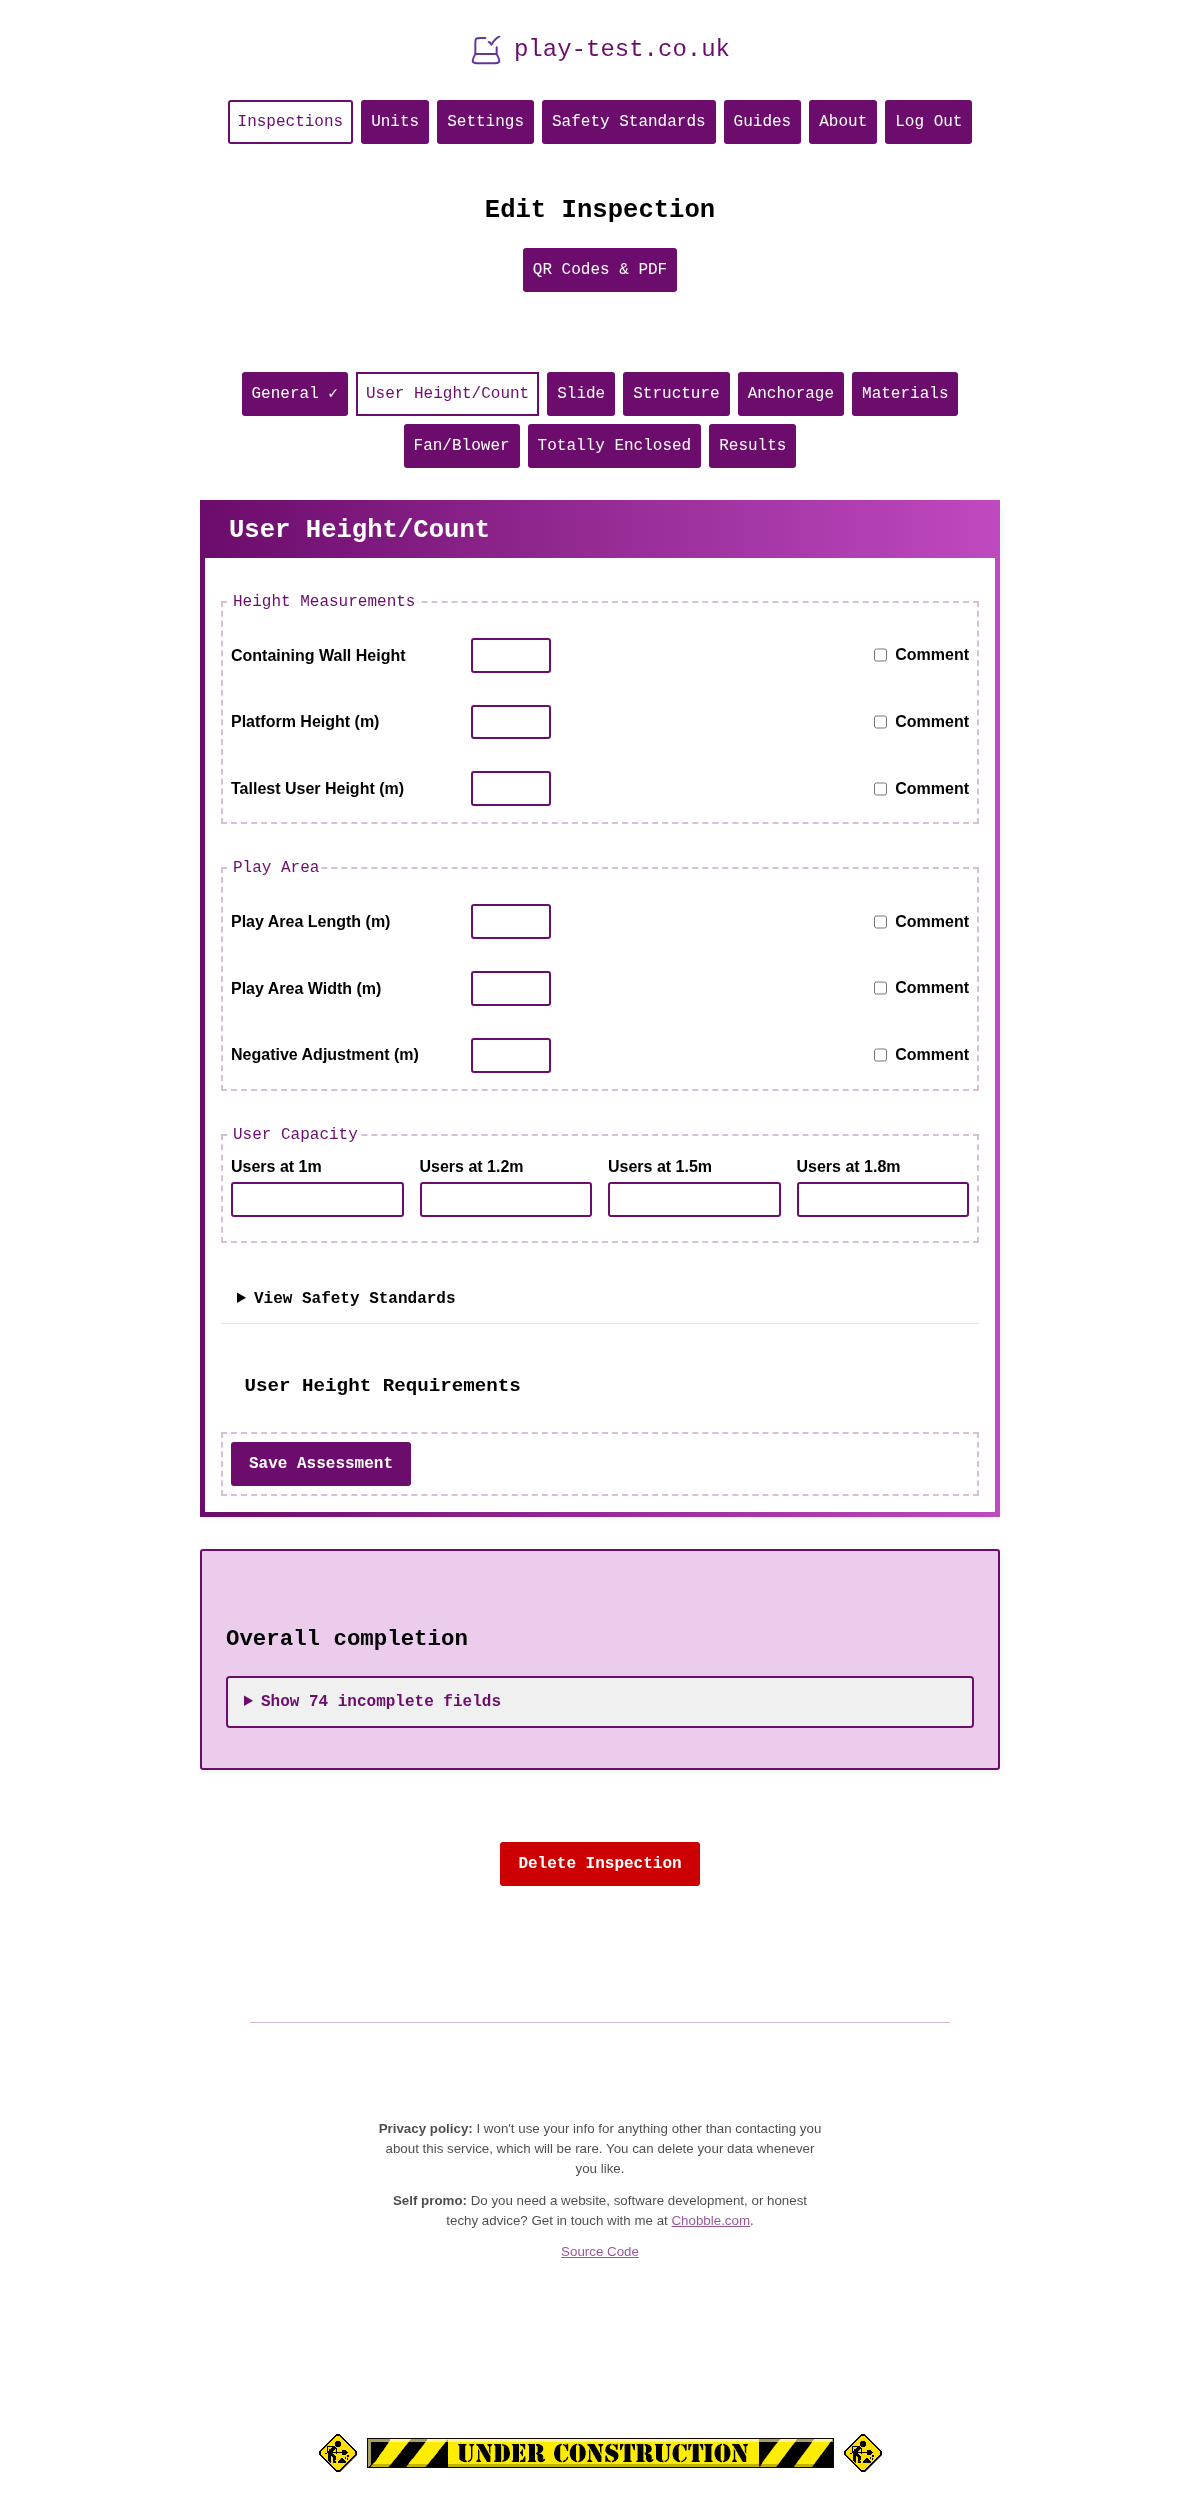 play-test.co.uk
Inspections Units Settings Safety Standards Guides About Log Out
Edit Inspection
QR Codes & PDF
General ✓ User Height/Count Slide Structure Anchorage Materials
Fan/Blower Totally Enclosed Results
User Height/Count
Height Measurements
Containing Wall Height Comment
Platform Height (m) Comment
Tallest User Height (m) Comment
Play Area
Play Area Length (m) Comment
Play Area Width (m) Comment
Negative Adjustment (m) Comment
User Capacity
Users at 1m Users at 1.2m Users at 1.5m Users at 1.8m
View Safety Standards
User Height Requirements
Save Assessment
Overall completion
Show 74 incomplete fields
Delete Inspection
Privacy policy: I won't use your info for anything other than contacting you
about this service, which will be rare. You can delete your data whenever
you like.
Self promo: Do you need a website, software development, or honest
techy advice? Get in touch with me at Chobble.com.
Source Code
UNDER CONSTRUCTION